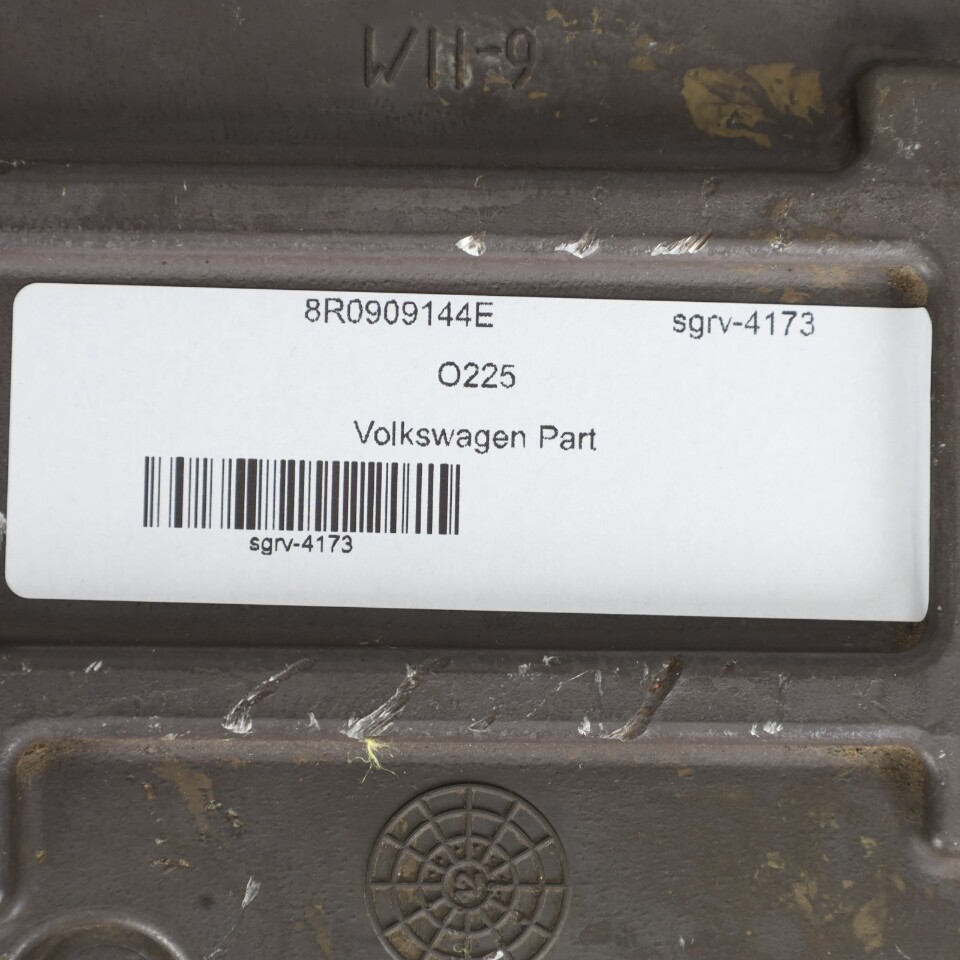 W11-9
8R0909144E sgrv-4173
O225
Volkswagen Part
sgrv-4173